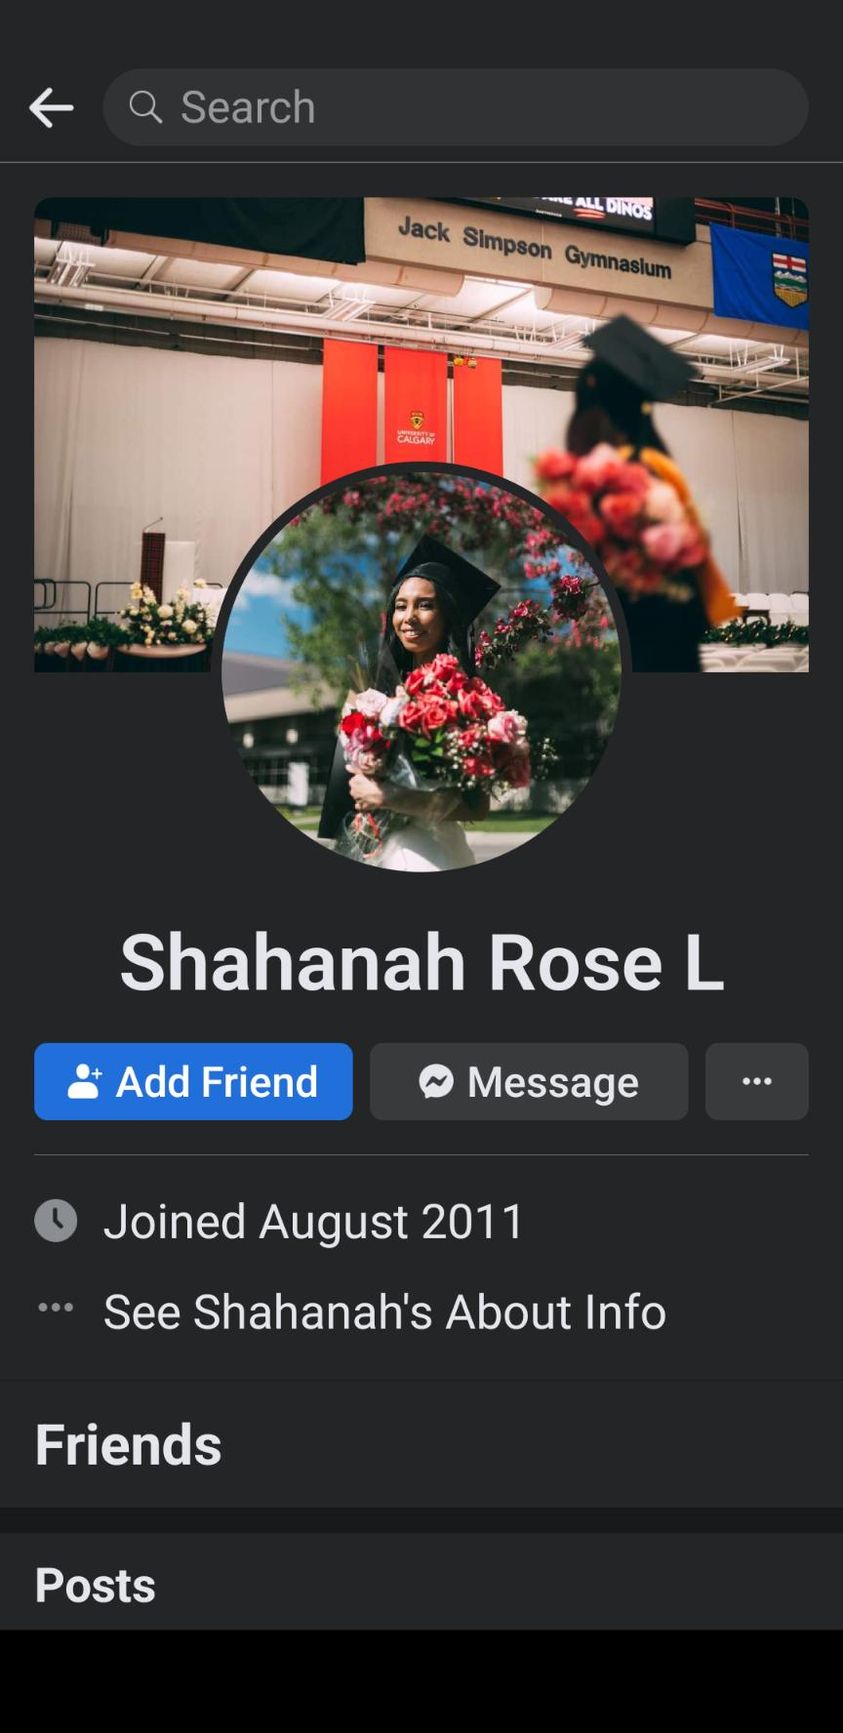 Search
ALL DINOS
Jack Simpson Gymnasium
UNIVERSITY OF
CALGARY
Shahanah Rose L
Add Friend
Message
Joined August 2011
See Shahanah's About Info
Friends
Posts